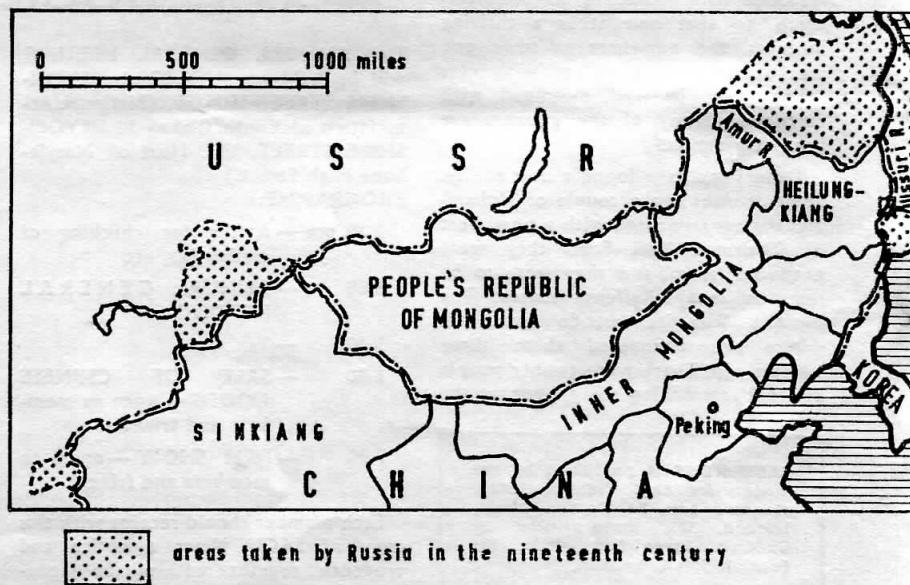 0 500 1000 miles
U S S R
Amur R.
Ussuri R.
HEILUNG-
KIANG
PEOPLE'S REPUBLIC
OF MONGOLIA
INNER MONGOLIA
KOREA
Peking
SINKIANG
C H I N A
areas taken by Russia in the nineteenth century